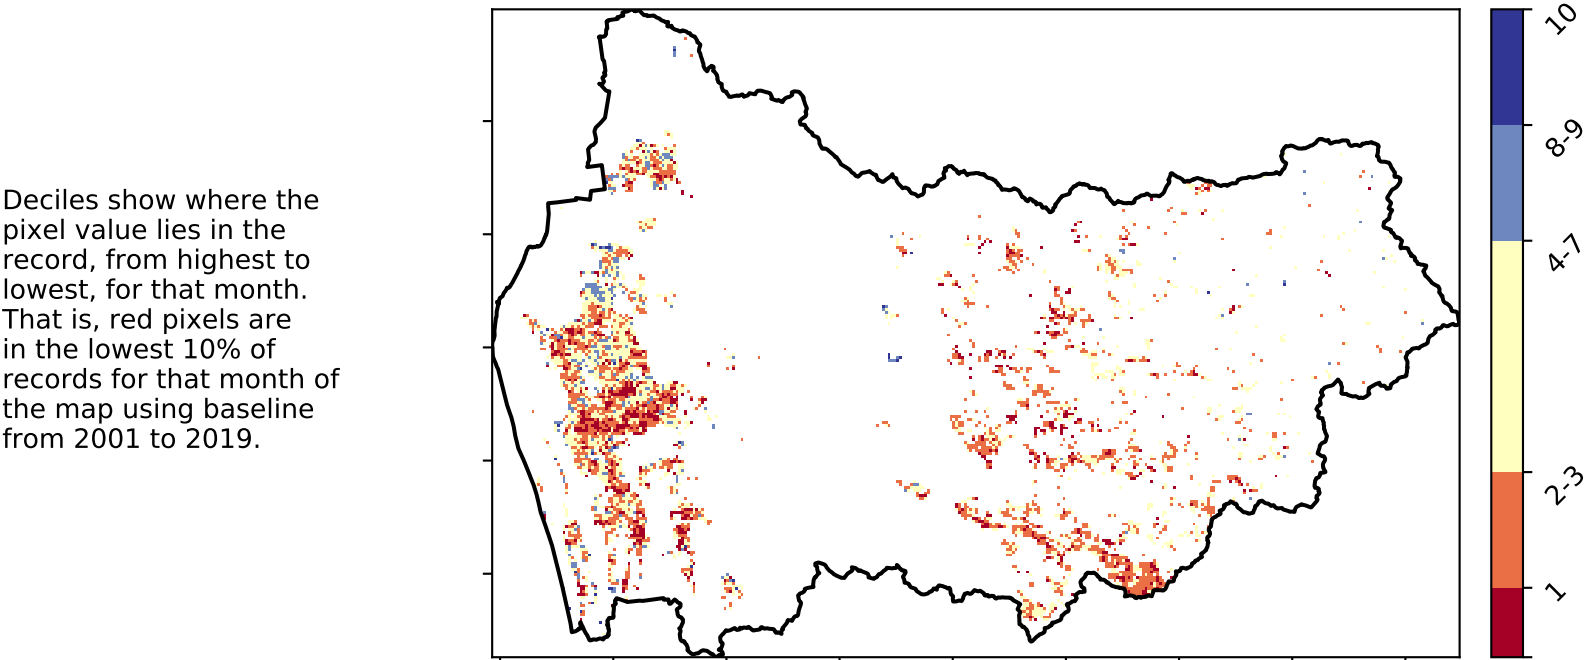 Deciles show where the
pixel value lies in the
record, from highest to
lowest, for that month.
That is, red pixels are
in the lowest 10% of
records for that month of
the map using baseline
from 2001 to 2019.
10
8-9
4-7
2-3
1